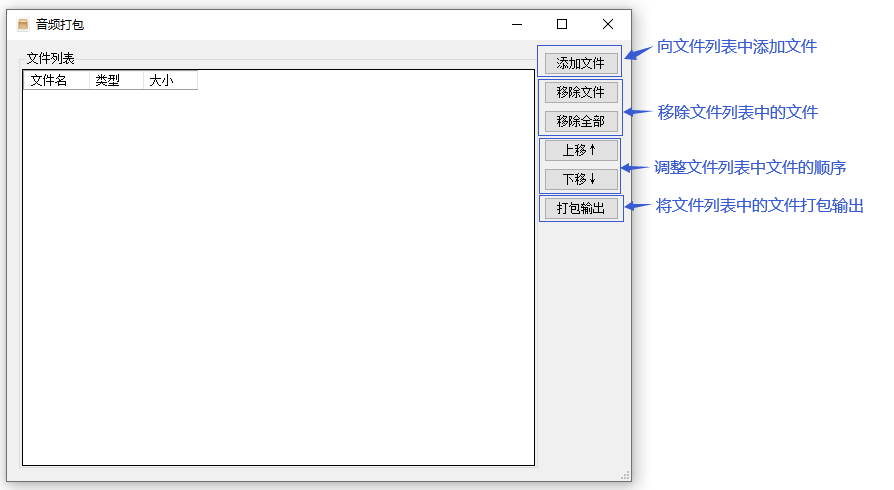 音频打包
文件列表
文件名 类型 大小
添加文件
移除文件
移除全部
上移↑
下移↓
打包输出
向文件列表中添加文件
移除文件列表中的文件
调整文件列表中文件的顺序
将文件列表中的文件打包输出